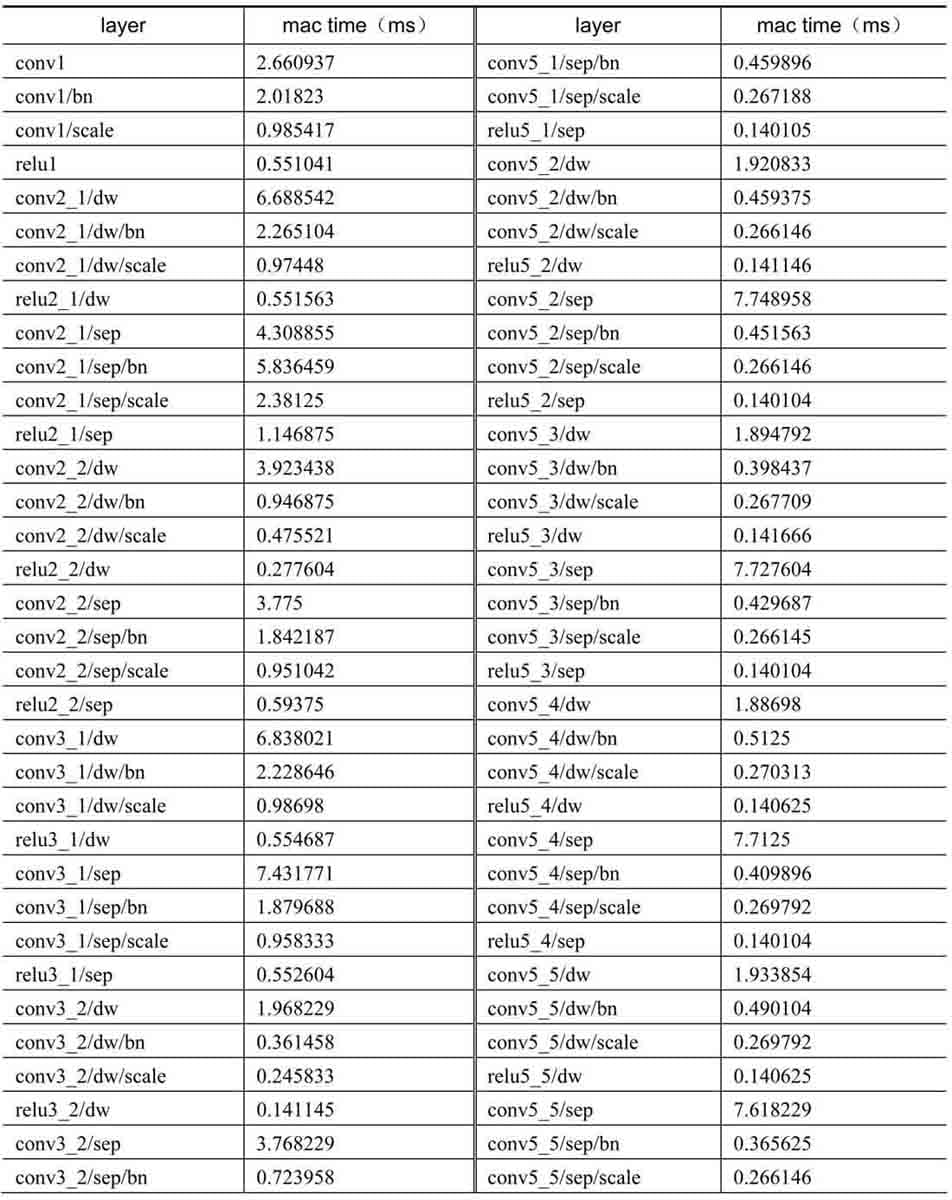 layer mac time（ms） layer mac time（ms）
conv1 2.660937 conv5_1/sep/bn 0.459896
conv1/bn 2.01823 conv5_1/sep/scale 0.267188
conv1/scale 0.985417 relu5_1/sep 0.140105
relu1 0.551041 conv5_2/dw 1.920833
conv2_1/dw 6.688542 conv5_2/dw/bn 0.459375
conv2_1/dw/bn 2.265104 conv5_2/dw/scale 0.266146
conv2_1/dw/scale 0.97448 relu5_2/dw 0.141146
relu2_1/dw 0.551563 conv5_2/sep 7.748958
conv2_1/sep 4.308855 conv5_2/sep/bn 0.451563
conv2_1/sep/bn 5.836459 conv5_2/sep/scale 0.266146
conv2_1/sep/scale 2.38125 relu5_2/sep 0.140104
relu2_1/sep 1.146875 conv5_3/dw 1.894792
conv2_2/dw 3.923438 conv5_3/dw/bn 0.398437
conv2_2/dw/bn 0.946875 conv5_3/dw/scale 0.267709
conv2_2/dw/scale 0.475521 relu5_3/dw 0.141666
relu2_2/dw 0.277604 conv5_3/sep 7.727604
conv2_2/sep 3.775 conv5_3/sep/bn 0.429687
conv2_2/sep/bn 1.842187 conv5_3/sep/scale 0.266145
conv2_2/sep/scale 0.951042 relu5_3/sep 0.140104
relu2_2/sep 0.59375 conv5_4/dw 1.88698
conv3_1/dw 6.838021 conv5_4/dw/bn 0.5125
conv3_1/dw/bn 2.228646 conv5_4/dw/scale 0.270313
conv3_1/dw/scale 0.98698 relu5_4/dw 0.140625
relu3_1/dw 0.554687 conv5_4/sep 7.7125
conv3_1/sep 7.431771 conv5_4/sep/bn 0.409896
conv3_1/sep/bn 1.879688 conv5_4/sep/scale 0.269792
conv3_1/sep/scale 0.958333 relu5_4/sep 0.140104
relu3_1/sep 0.552604 conv5_5/dw 1.933854
conv3_2/dw 1.968229 conv5_5/dw/bn 0.490104
conv3_2/dw/bn 0.361458 conv5_5/dw/scale 0.269792
conv3_2/dw/scale 0.245833 relu5_5/dw 0.140625
relu3_2/dw 0.141145 conv5_5/sep 7.618229
conv3_2/sep 3.768229 conv5_5/sep/bn 0.365625
conv3_2/sep/bn 0.723958 conv5_5/sep/scale 0.266146